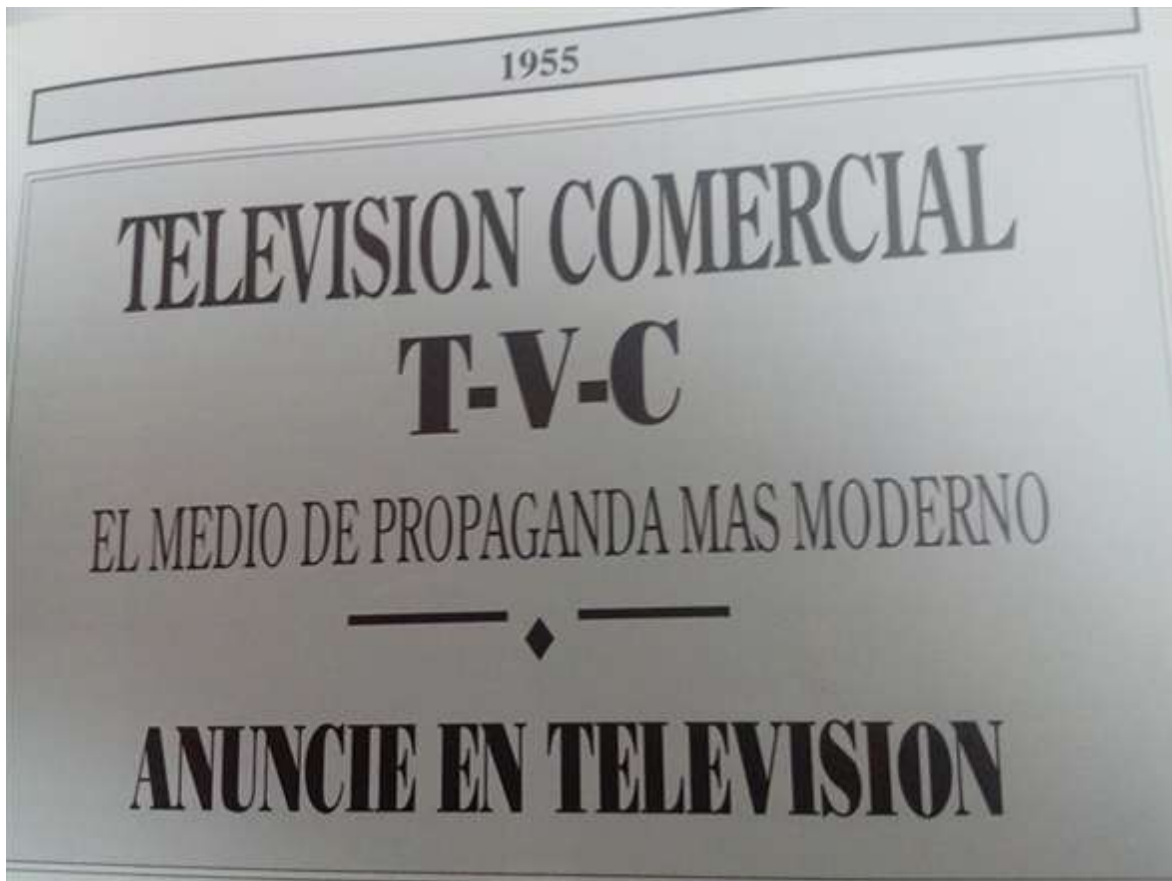 1955
TELEVISION COMERCIAL
T-V-C
EL MEDIO DE PROPAGANDA MAS MODERNO
ANUNCIE EN TELEVISION